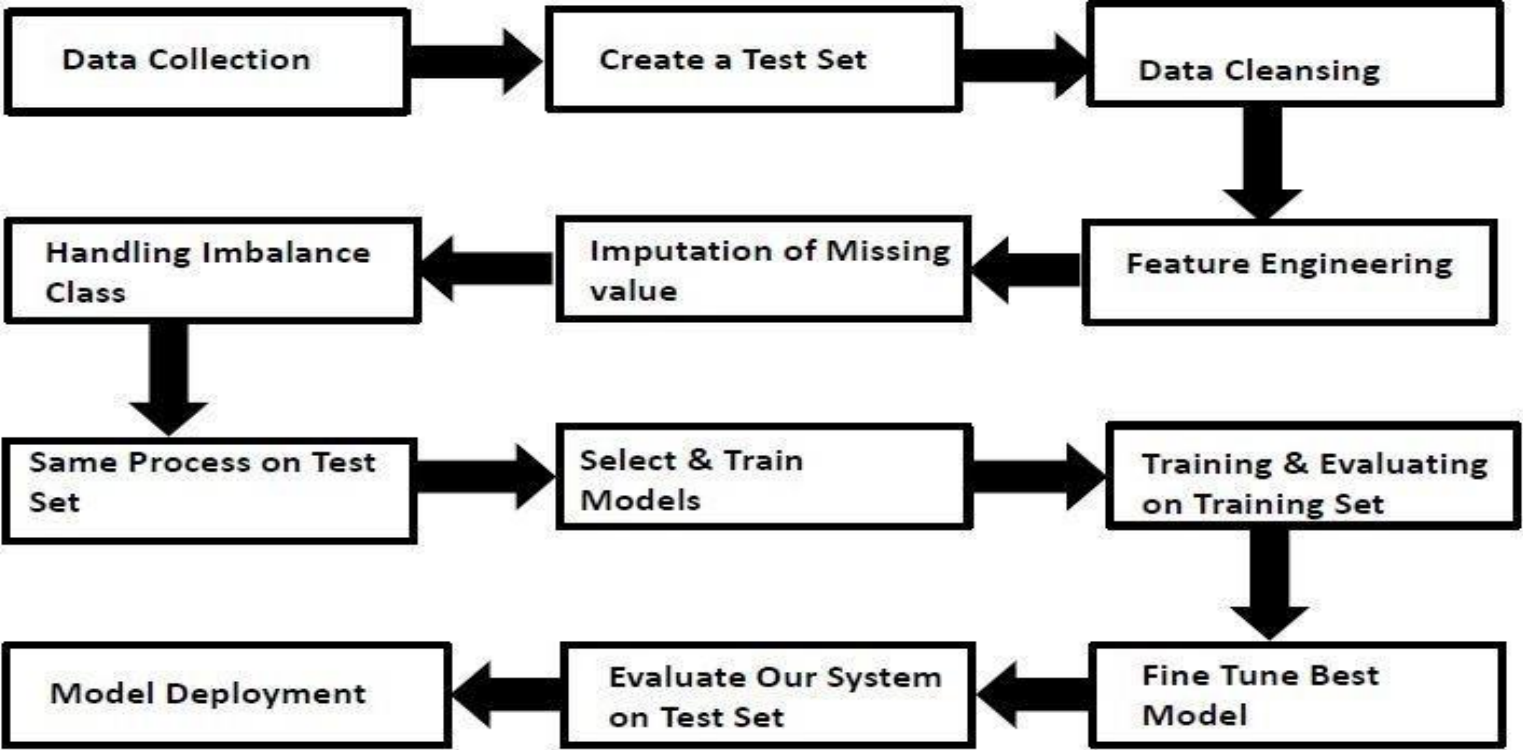 Data Collection
Create a Test Set
Data Cleansing
Feature Engineering
Imputation of Missing
value
Handling Imbalance
Class
Same Process on Test
Set
Select & Train
Models
Training & Evaluating
on Training Set
Fine Tune Best
Model
Evaluate Our System
on Test Set
Model Deployment